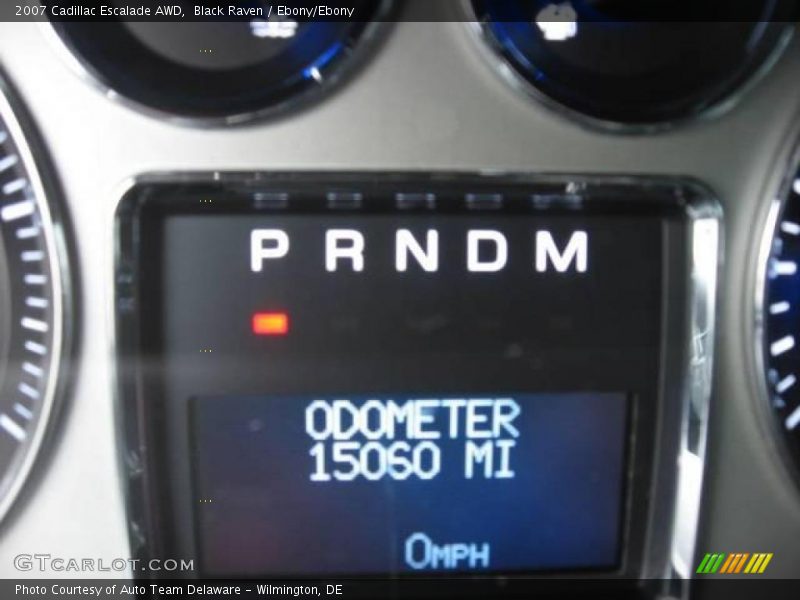 2007 Cadillac Escalade AWD, Black Raven / Ebony/Ebony
P R N D M
ODOMETER
15060 MI
0MPH
GTcarlot.com
Photo Courtesy of Auto Team Delaware - Wilmington, DE